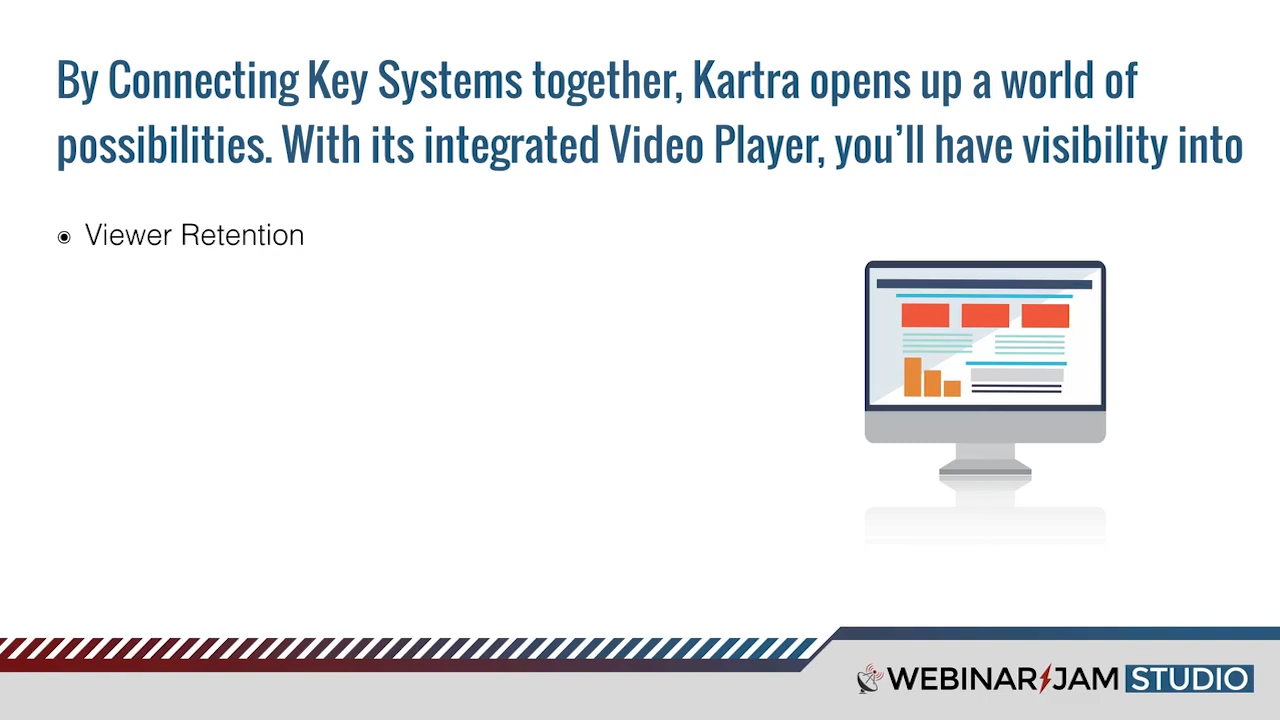 By Connecting Key Systems together, Kartra opens up a world of
possibilities. With its integrated Video Player, you’ll have visibility into
Viewer Retention
WEBINARJAM STUDIO